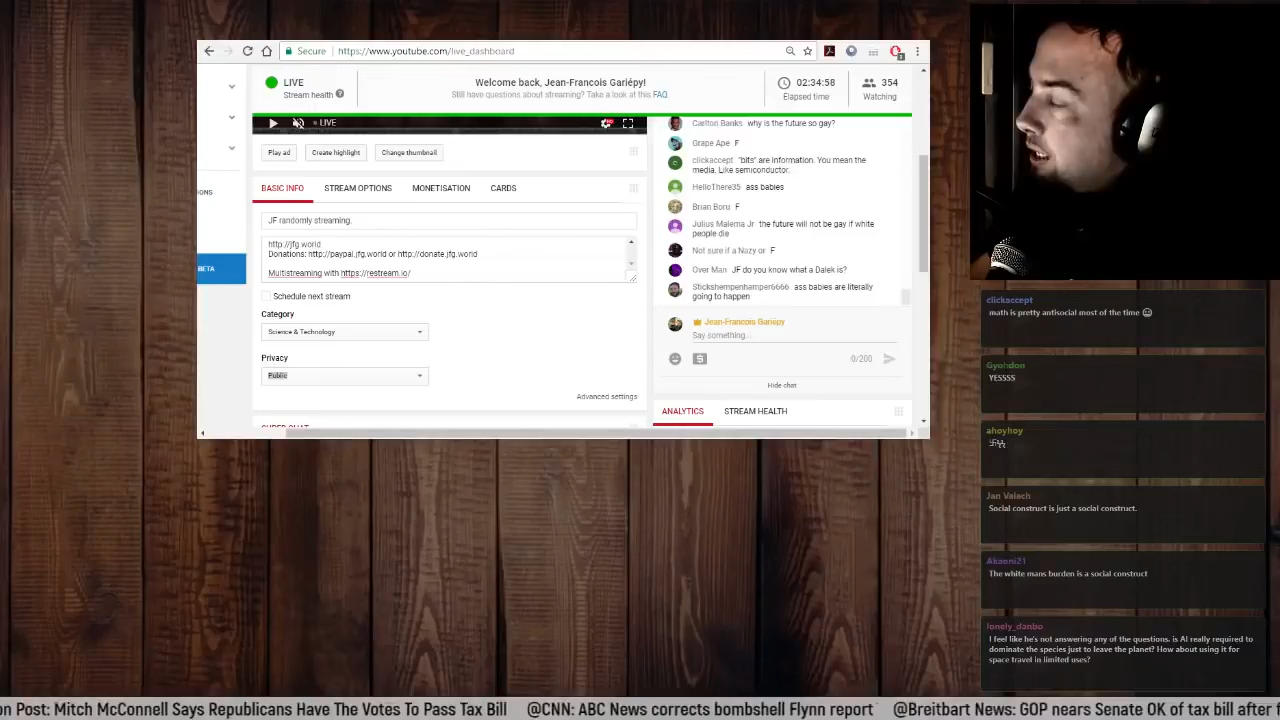 Secure
https://www.youtube.com/live_dashboard
LIVE
Stream health
Welcome back, Jean-Francois Gariépy!
Still have questions about streaming? Take a look at this FAQ.
02:34:58
Elapsed time
354
Watching
LIVE
Play ad
Create highlight
Change thumbnail
BASIC INFO
STREAM OPTIONS
MONETISATION
CARDS
JF randomly streaming.
http://jfg.world
Donations: http://paypal.jfg.world or http://donate.jfg.world
Multistreaming with https://restream.io/
Schedule next stream
Category
Science & Technology
Privacy
Public
Advanced settings
IONS
BETA
Carlton Banks why is the future so gay?
Grape Ape F
clickaccept "bits" are information. You mean the
media. Like semiconductor.
HelloThere35 ass babies
Brian Boru F
Julius Malema Jr the future will not be gay if white
people die
Not sure if a Nazy or F
Over Man JF do you know what a Dalek is?
Stickshempenhamper6666 ass babies are literally
going to happen
Jean-Francois Gariépy
Say something...
0/200
Hide chat
ANALYTICS
STREAM HEALTH
clickaccept
math is pretty antisocial most of the time
Gyohdon
YESSSS
ahoyhoy
Jan Valach
Social construct is just a social construct.
Akaoni21
The white mans burden is a social construct
lonely_danbo
I feel like he's not answering any of the questions. is AI really required to
dominate the species just to leave the planet? How about using it for
space travel in limited uses?
on Post: Mitch McConnell Says Republicans Have The Votes To Pass Tax Bill @CNN: ABC News corrects bombshell Flynn report @Breitbart News: GOP nears Senate OK of tax bill after